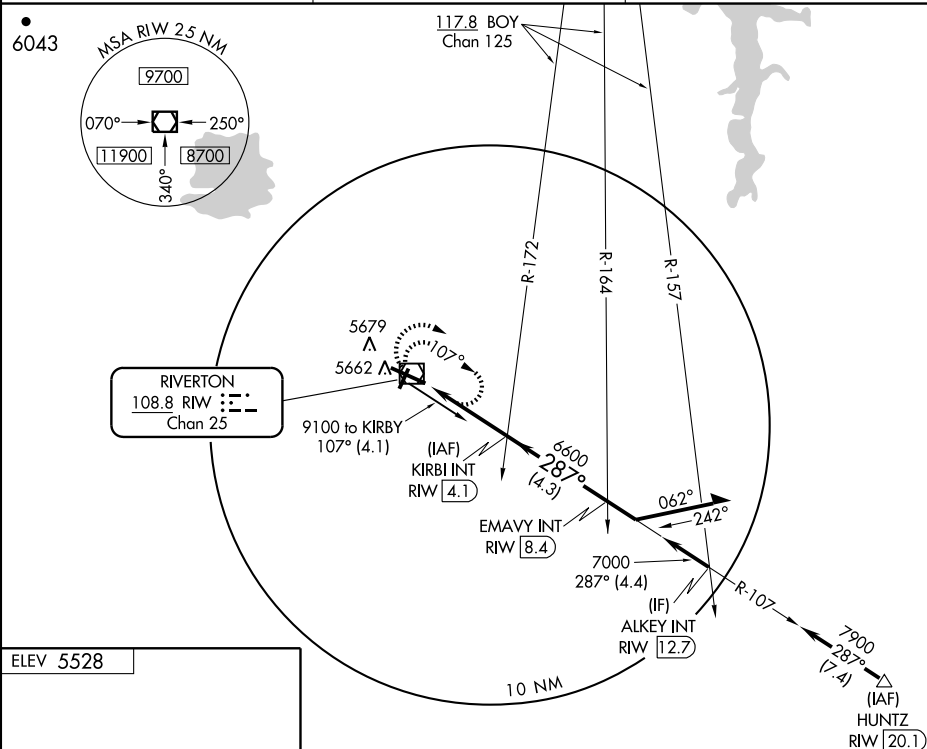 6043
MSA RIW 25 NM
9700
070°
250°
11900
8700
340°
117.8 BOY
Chan 125
R-172
R-164
R-157
5679
5662
107°
RIVERTON
108.8 RIW
Chan 25
9100 to KIRBY
107° (4.1)
(IAF)
KIRBI INT
RIW 4.1
6600
287°
(4.3)
EMAVY INT
RIW 8.4
062°
242°
7000
287° (4.4)
(IF)
ALKEY INT
RIW 12.7
R-107
7900
287°
(7.4)
(IAF)
HUNTZ
RIW 20.1
10 NM
ELEV 5528